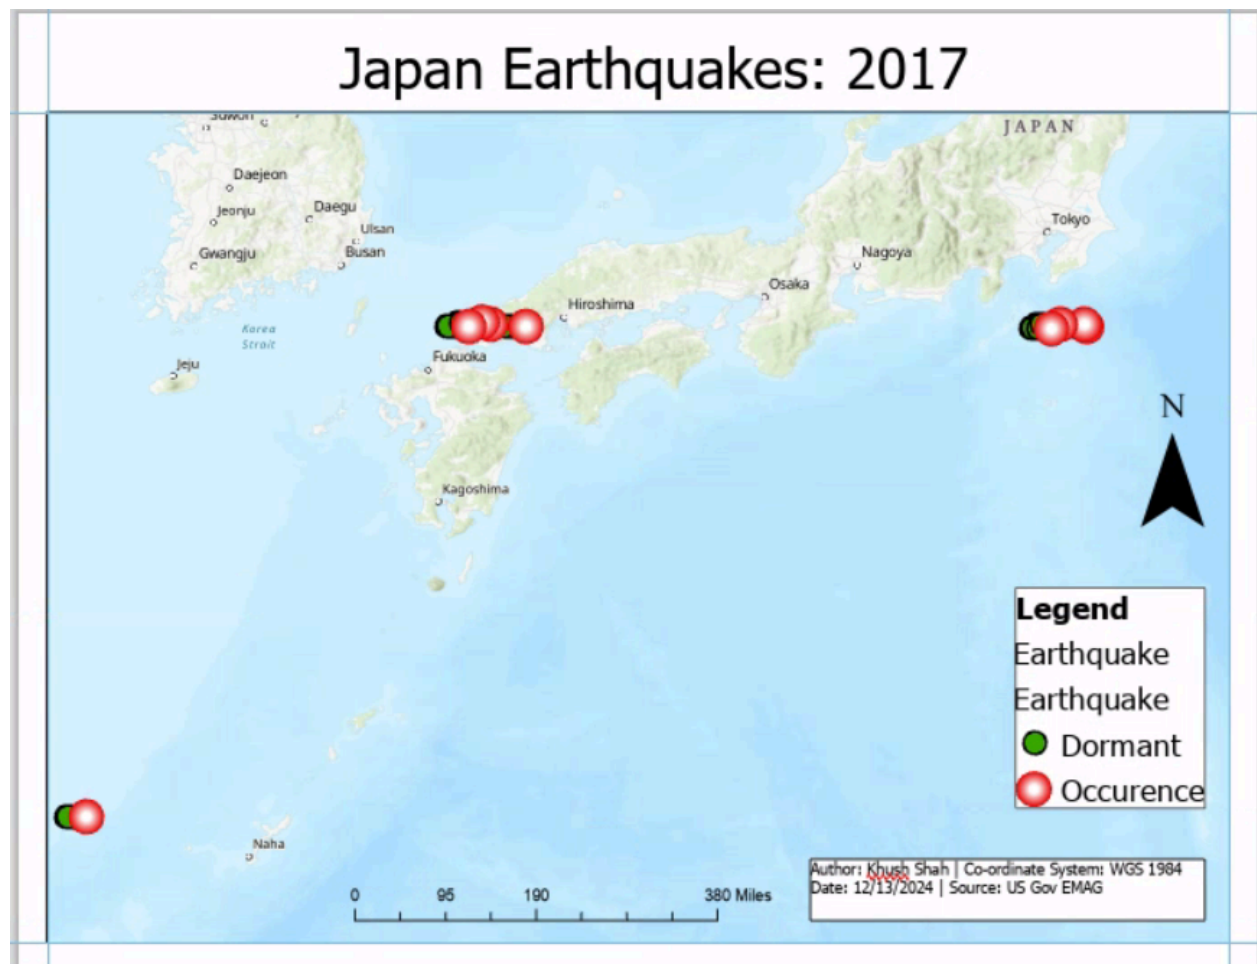 Japan Earthquakes: 2017
Suwon
JAPAN
Daejeon
Jeonju
Daegu
Ulsan
Gwangju
Busan
Tokyo
Nagoya
Osaka
Hiroshima
Korea
Strait
Fukuoka
Jeju
N
Kagoshima
Legend
Earthquake
Earthquake
Dormant
Occurence
Naha
0 95 190 380 Miles
Author: Khush Shah | Co-ordinate System: WGS 1984
Date: 12/13/2024 | Source: US Gov EMAG